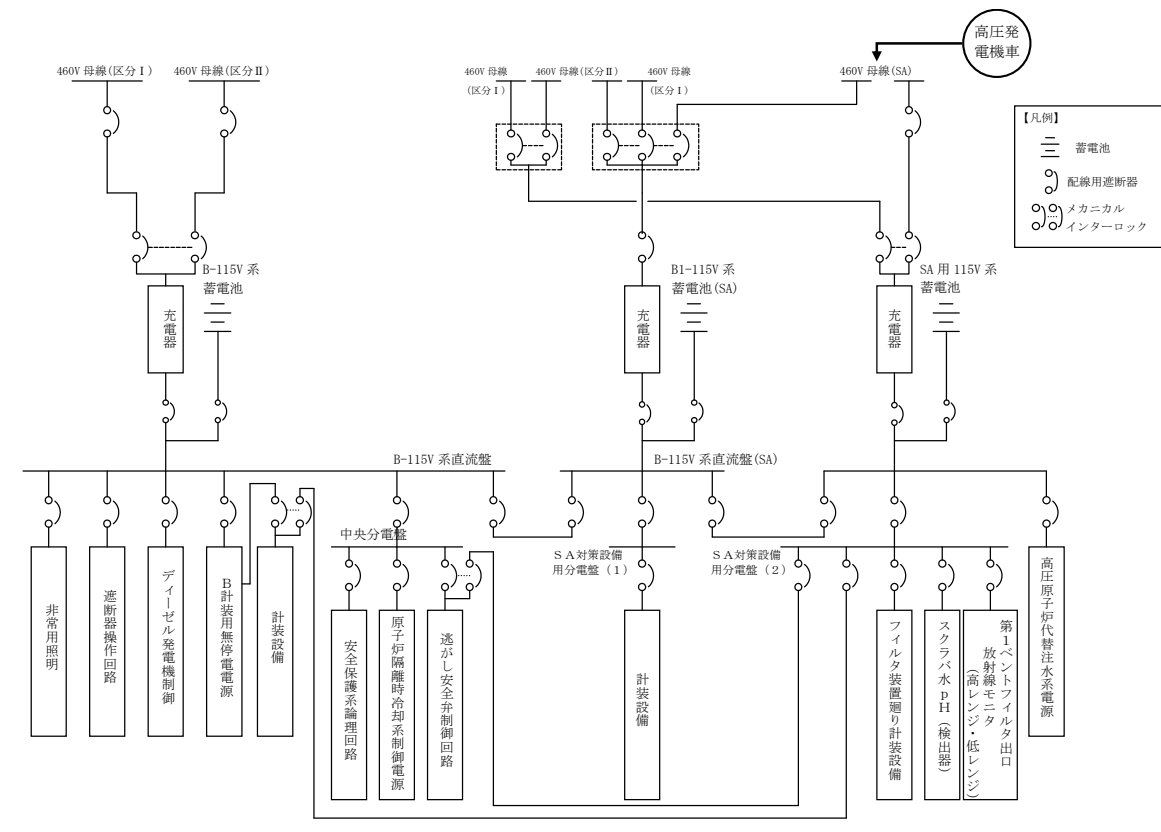 高圧発
電機車
460V 母線(区分Ⅰ)
460V 母線(区分Ⅱ)
460V 母線
(区分Ⅰ)
460V 母線(区分Ⅱ)
460V 母線
(区分Ⅰ)
460V 母線(SA)
【凡例】
蓄電池
配線用遮断器
メカニカル
インターロック
B-115V 系
蓄電池
B1-115V 系
蓄電池(SA)
SA 用 115V 系
蓄電池
充電器
充電器
充電器
B-115V 系直流盤
B-115V 系直流盤(SA)
中央分電盤
ＳＡ対策設備
用分電盤（１）
ＳＡ対策設備
用分電盤（２）
非常用照明
遮断器操作回路
ディーゼル発電機制御
Ｂ計装用無停電電源
計装設備
安全保護系論理回路
原子炉隔離時冷却系制御電源
逃がし安全弁制御回路
計装設備
フィルタ装置廻り計装設備
スクラバ水ｐＨ（検出器）
第１ベントフィルタ出口
放射線モニタ
（高レンジ・低レンジ）
高圧原子炉代替注水系電源